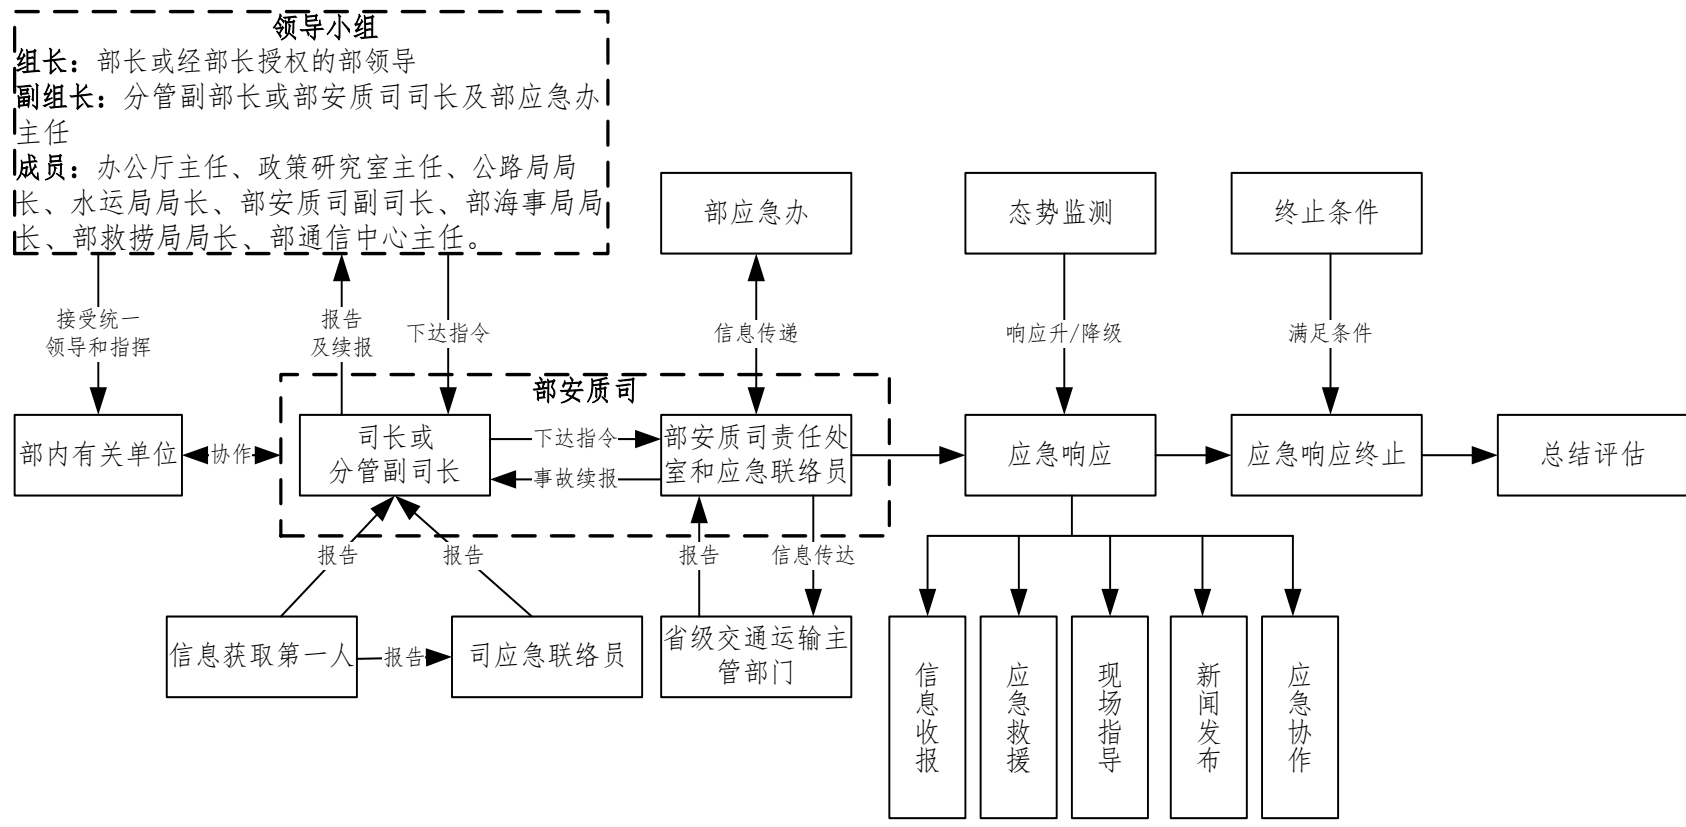 领导小组
组长：部长或经部长授权的部领导
副组长：分管副部长或部安质司司长及部应急办
主任
成员：办公厅主任、政策研究室主任、公路局局
长、水运局局长、部安质司副司长、部海事局局
长、部救捞局局长、部通信中心主任。
部应急办
态势监测
终止条件
接受统一
领导和指挥
报告
及续报
下达指令
信息传递
响应升/降级
满足条件
部安质司
部内有关单位
协作
司长或
分管副司长
下达指令
事故续报
部安质司责任处
室和应急联络员
应急响应
应急响应终止
总结评估
报告
报告
报告
信息传达
信息获取第一人
报告
司应急联络员
省级交通运输主
管部门
信息收报
应急救援
现场指导
新闻发布
应急协作